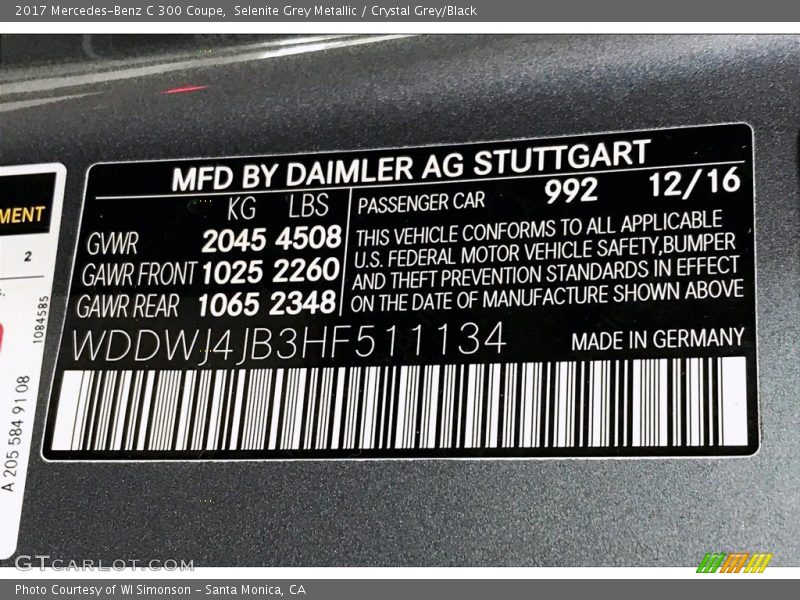 2017 Mercedes-Benz C 300 Coupe, Selenite Grey Metallic / Crystal Grey/Black
MFD BY DAIMLER AG STUTTGART
KG LBS
GVWR 2045 4508
GAWR FRONT 1025 2260
GAWR REAR 1065 2348
PASSENGER CAR 992 12/16
THIS VEHICLE CONFORMS TO ALL APPLICABLE
U.S. FEDERAL MOTOR VEHICLE SAFETY,BUMPER
AND THEFT PREVENTION STANDARDS IN EFFECT
ON THE DATE OF MANUFACTURE SHOWN ABOVE
WDDWJ4JB3HF511134
MADE IN GERMANY
MENT
2
s.
1084585
A 205 584 91 08
GTCARLOT.COM
Photo Courtesy of WI Simonson - Santa Monica, CA